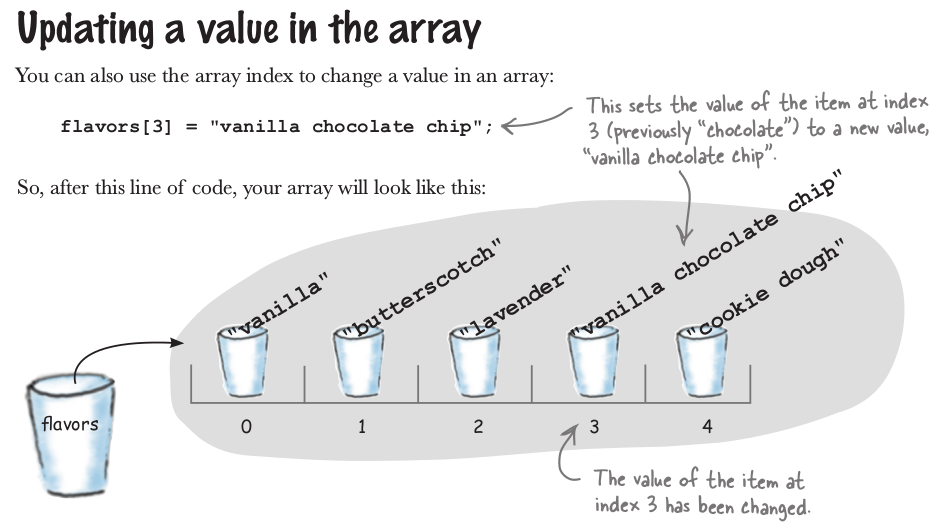 Updating a value in the array
You can also use the array index to change a value in an array:
flavors[3] = "vanilla chocolate chip";
This sets the value of the item at index
3 (previously “chocolate”) to a new value,
“vanilla chocolate chip”.
So, after this line of code, your array will look like this:
"vanilla"
"butterscotch"
"lavender"
"vanilla chocolate chip"
"cookie dough"
flavors
0 1 2 3 4
The value of the item at
index 3 has been changed.